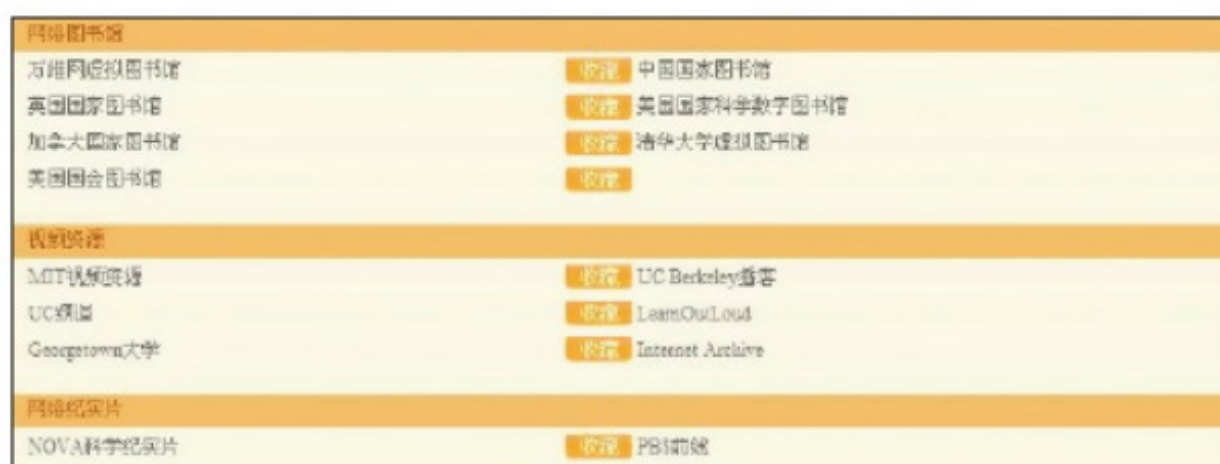 网络图书馆
万维网虚拟图书馆 收藏 中国国家图书馆
英国国家图书馆 收藏 美国国家科学数字图书馆
加拿大国家图书馆 收藏 清华大学虚拟图书馆
美国国会图书馆 收藏
视频资源
MIT视频资源 收藏 UC Berkeley播客
UC频道 收藏 LearnOutLoud
Georgetown大学 收藏 Internet Archive
网络纪实片
NOVA科学纪实片 收藏 PBS前线